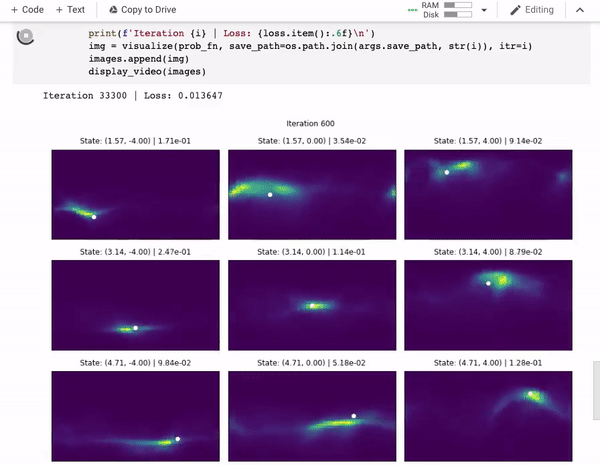 + Code + Text Copy to Drive RAM Disk Editing
print(f'Iteration {i} | Loss: {loss.item():.6f}\n')
img = visualize(prob_fn, save_path=os.path.join(args.save_path, str(i)), itr=i)
images.append(img)
display_video(images)
Iteration 33300 | Loss: 0.013647
Iteration 600
State: (1.57, -4.00) | 1.71e-01 State: (1.57, 0.00) | 3.54e-02 State: (1.57, 4.00) | 9.14e-02
State: (3.14, -4.00) | 2.47e-01 State: (3.14, 0.00) | 1.14e-01 State: (3.14, 4.00) | 8.79e-02
State: (4.71, -4.00) | 9.84e-02 State: (4.71, 0.00) | 5.18e-02 State: (4.71, 4.00) | 1.28e-01